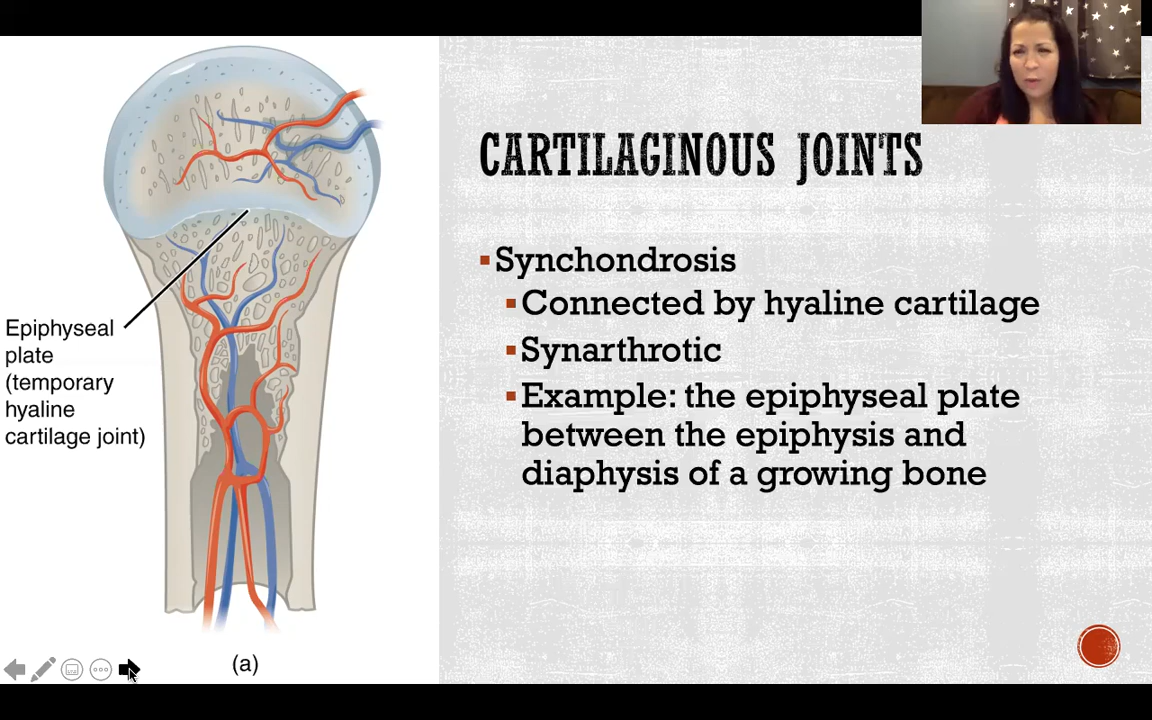 CARTILAGINOUS JOINTS
Synchondrosis
Connected by hyaline cartilage
Synarthrotic
Example: the epiphyseal plate
between the epiphysis and
diaphysis of a growing bone
Epiphyseal
plate
(temporary
hyaline
cartilage joint)
(a)